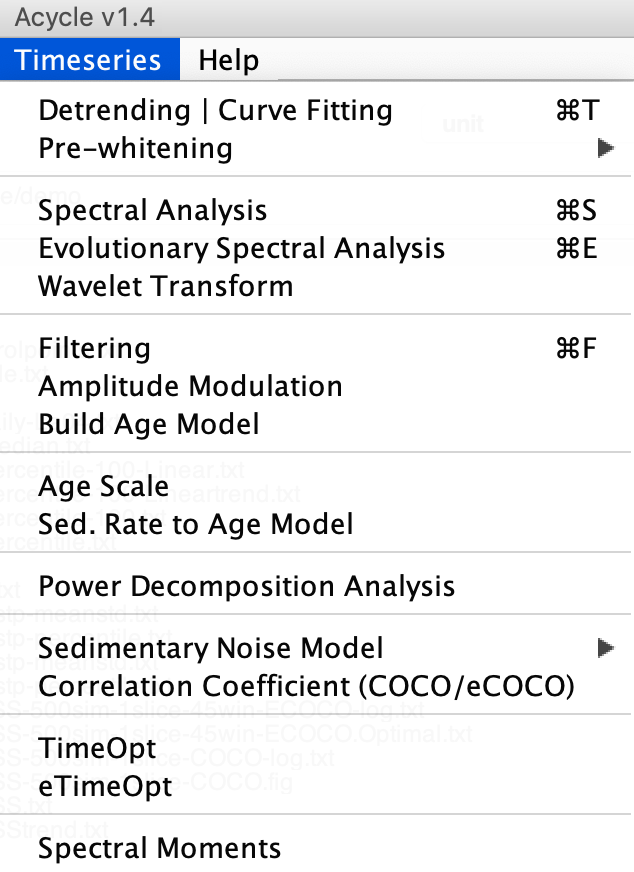 Acycle v1.4
Timeseries Help
Detrending | Curve Fitting ⌘T
unit
Pre-whitening
e/demo
Spectral Analysis ⌘S
Evolutionary Spectral Analysis ⌘E
Wavelet Transform
Filtering ⌘F
Amplitude Modulation
Build Age Model
Age Scale
Sed. Rate to Age Model
Power Decomposition Analysis
Sedimentary Noise Model
Correlation Coefficient (COCO/eCOCO)
TimeOpt
eTimeOpt
Spectral Moments